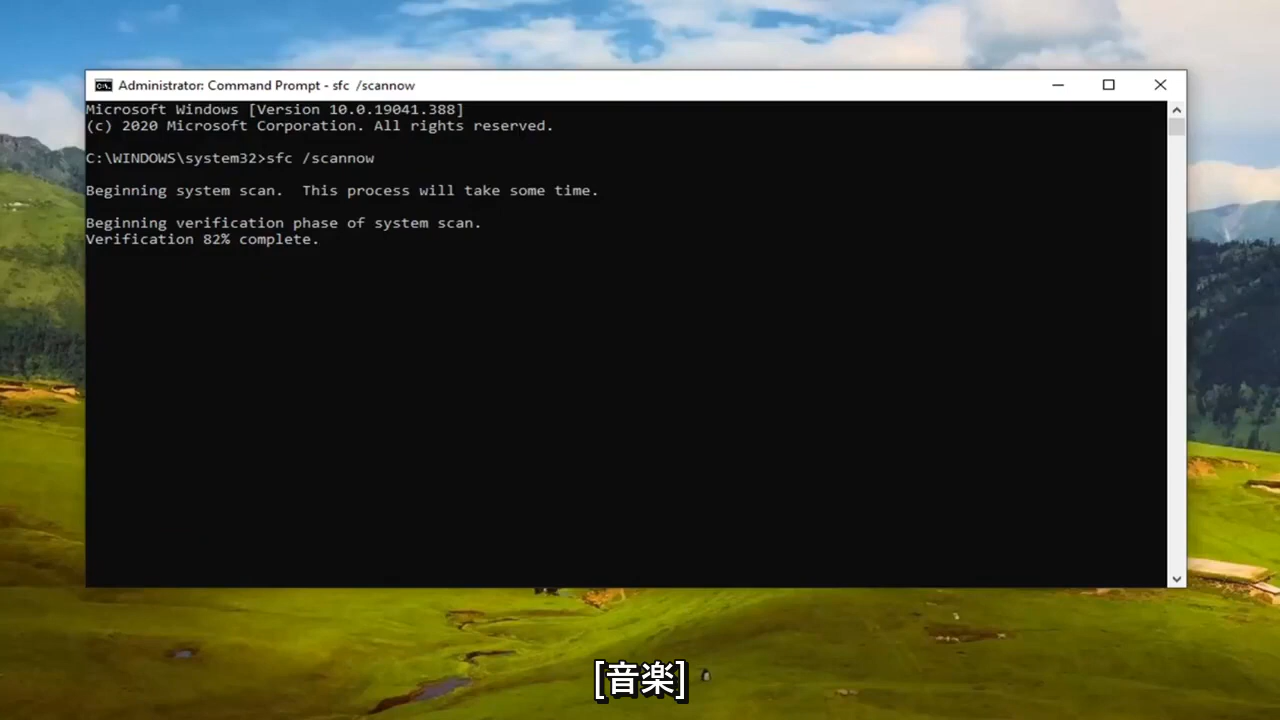 Administrator: Command Prompt - sfc /scannow
Microsoft Windows [Version 10.0.19041.388]
(c) 2020 Microsoft Corporation. All rights reserved.
C:\WINDOWS\system32>sfc /scannow
Beginning system scan. This process will take some time.
Beginning verification phase of system scan.
Verification 82% complete.
[音楽]